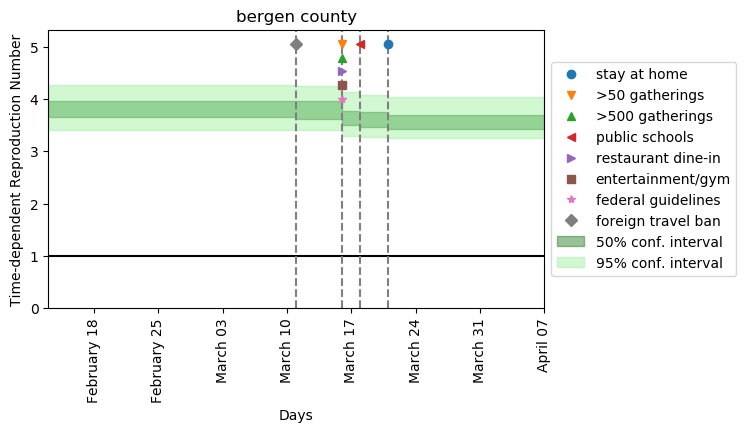 bergen county
Time-dependent Reproduction Number
5
4
3
2
1
0
February 18
February 25
March 03
March 10
March 17
March 24
March 31
April 07
Days
stay at home
>50 gatherings
>500 gatherings
public schools
restaurant dine-in
entertainment/gym
federal guidelines
foreign travel ban
50% conf. interval
95% conf. interval